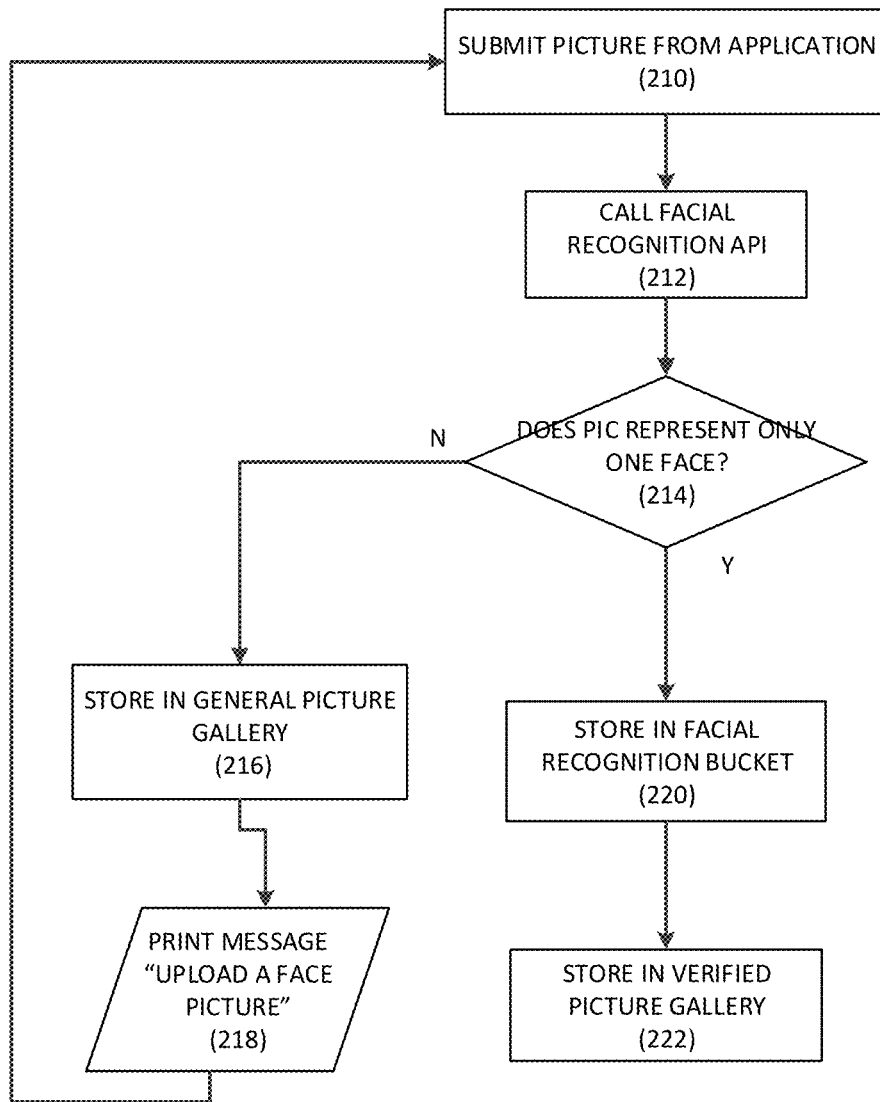 SUBMIT PICTURE FROM APPLICATION
(210)
CALL FACIAL
RECOGNITION API
(212)
DOES PIC REPRESENT ONLY
ONE FACE?
(214)
N
Y
STORE IN GENERAL PICTURE
GALLERY
(216)
STORE IN FACIAL
RECOGNITION BUCKET
(220)
PRINT MESSAGE
“UPLOAD A FACE
PICTURE”
(218)
STORE IN VERIFIED
PICTURE GALLERY
(222)